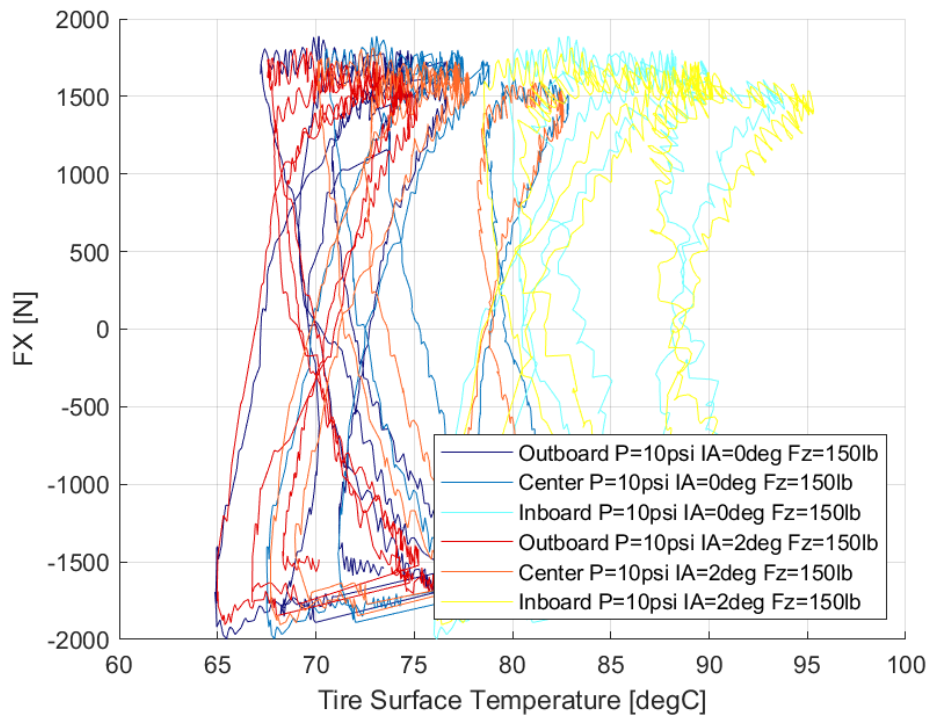 2000
1500
1000
500
0
-500
-1000
-1500
-2000
FX [N]
Outboard P=10psi IA=0deg Fz=150lb
Center P=10psi IA=0deg Fz=150lb
Inboard P=10psi IA=0deg Fz=150lb
Outboard P=10psi IA=2deg Fz=150lb
Center P=10psi IA=2deg Fz=150lb
Inboard P=10psi IA=2deg Fz=150lb
60 65 70 75 80 85 90 95 100
Tire Surface Temperature [degC]